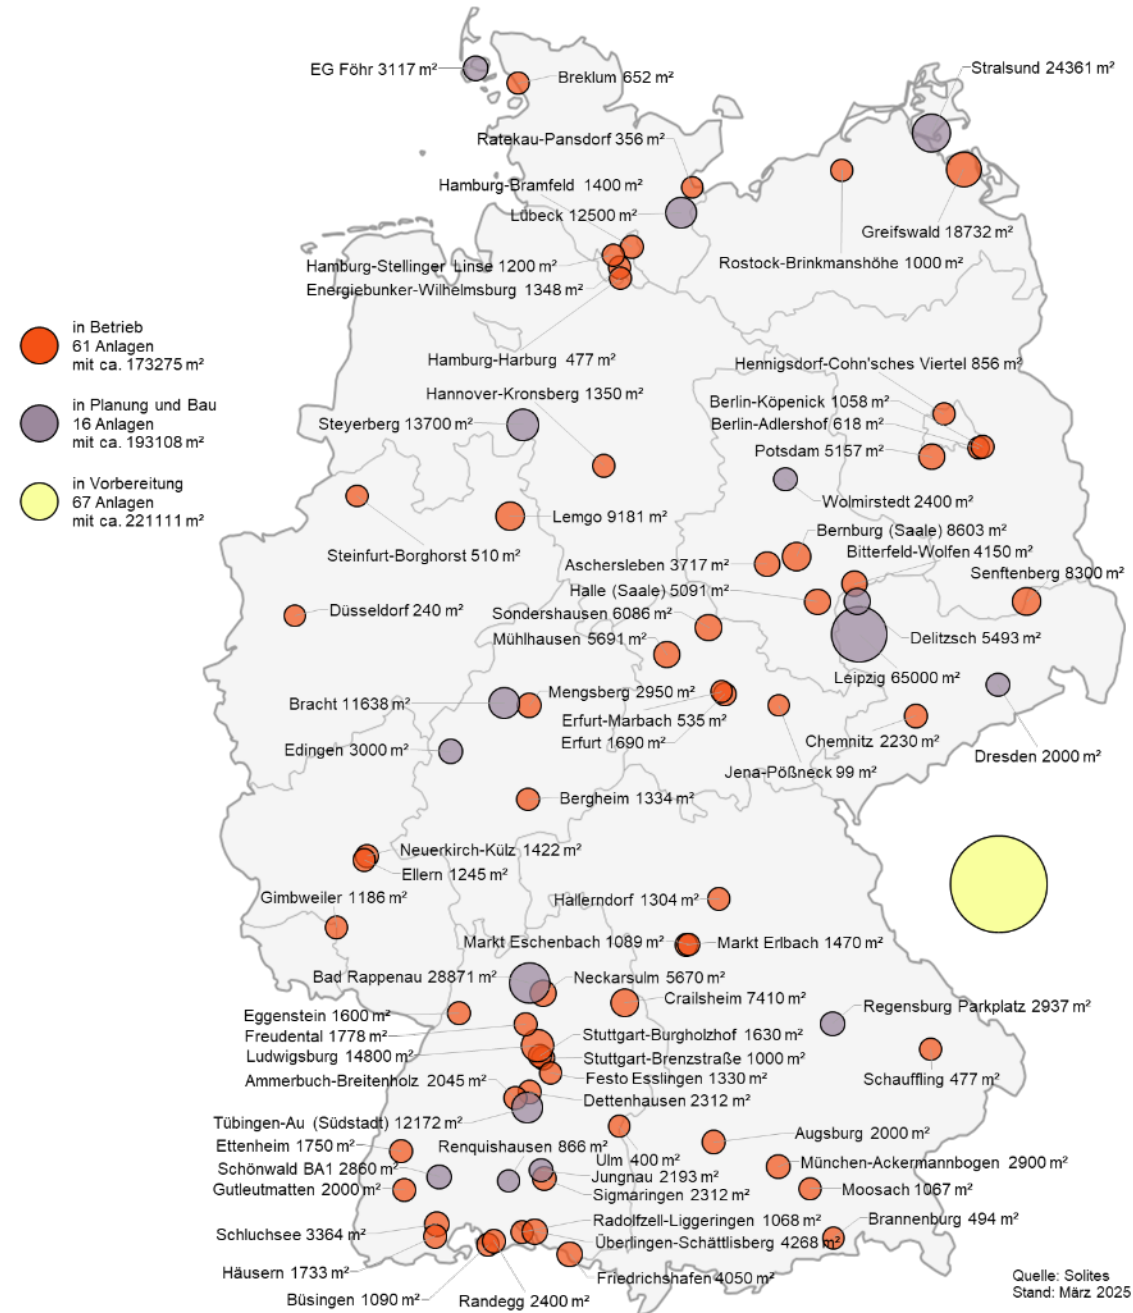 EG Föhr 3117 m²
Breklum 652 m²
Stralsund 24361 m²
Ratekau-Pansdorf 356 m²
Hamburg-Bramfeld 1400 m²
Lübeck 12500 m²
Greifswald 18732 m²
Rostock-Brinkmanshöhe 1000 m²
Hamburg-Stellinger Linse 1200 m²
Energiebunker-Wilhelmsburg 1348 m²
in Betrieb
61 Anlagen
mit ca. 173275 m²
Hamburg-Harburg 477 m²
Hennigsdorf-Cohn'sches Viertel 856 m²
Hannover-Kronsberg 1350 m²
Berlin-Köpenick 1058 m²
in Planung und Bau
16 Anlagen
mit ca. 193108 m²
Steyerberg 13700 m²
Berlin-Adlershof 618 m²
Potsdam 5157 m²
in Vorbereitung
67 Anlagen
mit ca. 221111 m²
Wolmirstedt 2400 m²
Lemgo 9181 m²
Bernburg (Saale) 8603 m²
Steinfurt-Borghorst 510 m²
Bitterfeld-Wolfen 4150 m²
Aschersleben 3717 m²
Senftenberg 8300 m²
Halle (Saale) 5091 m²
Düsseldorf 240 m²
Sondershausen 6086 m²
Mühlhausen 5691 m²
Delitzsch 5493 m²
Leipzig 65000 m²
Bracht 11638 m²
Mengsberg 2950 m²
Erfurt-Marbach 535 m²
Erfurt 1690 m²
Edingen 3000 m²
Chemnitz 2230 m²
Dresden 2000 m²
Jena-Pößneck 99 m²
Bergheim 1334 m²
Neuerkirch-Külz 1422 m²
Ellern 1245 m²
Gimbweiler 1186 m²
Hallerndorf 1304 m²
Markt Eschenbach 1089 m²
Markt Erlbach 1470 m²
Bad Rappenau 28871 m²
Neckarsulm 5670 m²
Crailsheim 7410 m²
Regensburg Parkplatz 2937 m²
Eggenstein 1600 m²
Freudental 1778 m²
Stuttgart-Burgholzhof 1630 m²
Ludwigsburg 14800 m²
Stuttgart-Brenzstraße 1000 m²
Ammerbuch-Breitenholz 2045 m²
Festo Esslingen 1330 m²
Schauffling 477 m²
Dettenhausen 2312 m²
Tübingen-Au (Südstadt) 12172 m²
Augsburg 2000 m²
Ettenheim 1750 m²
Renquishausen 866 m²
Ulm 400 m²
München-Ackermannbogen 2900 m²
Schönwald BA1 2860 m²
Jungnau 2193 m²
Gutleutmatten 2000 m²
Sigmaringen 2312 m²
Moosach 1067 m²
Radolfzell-Liggeringen 1068 m²
Brannenburg 494 m²
Schluchsee 3364 m²
Überlingen-Schättlisberg 4268 m²
Häusern 1733 m²
Friedrichshafen 4050 m²
Büsingen 1090 m²
Randegg 2400 m²
Quelle: Solites
Stand: März 2025